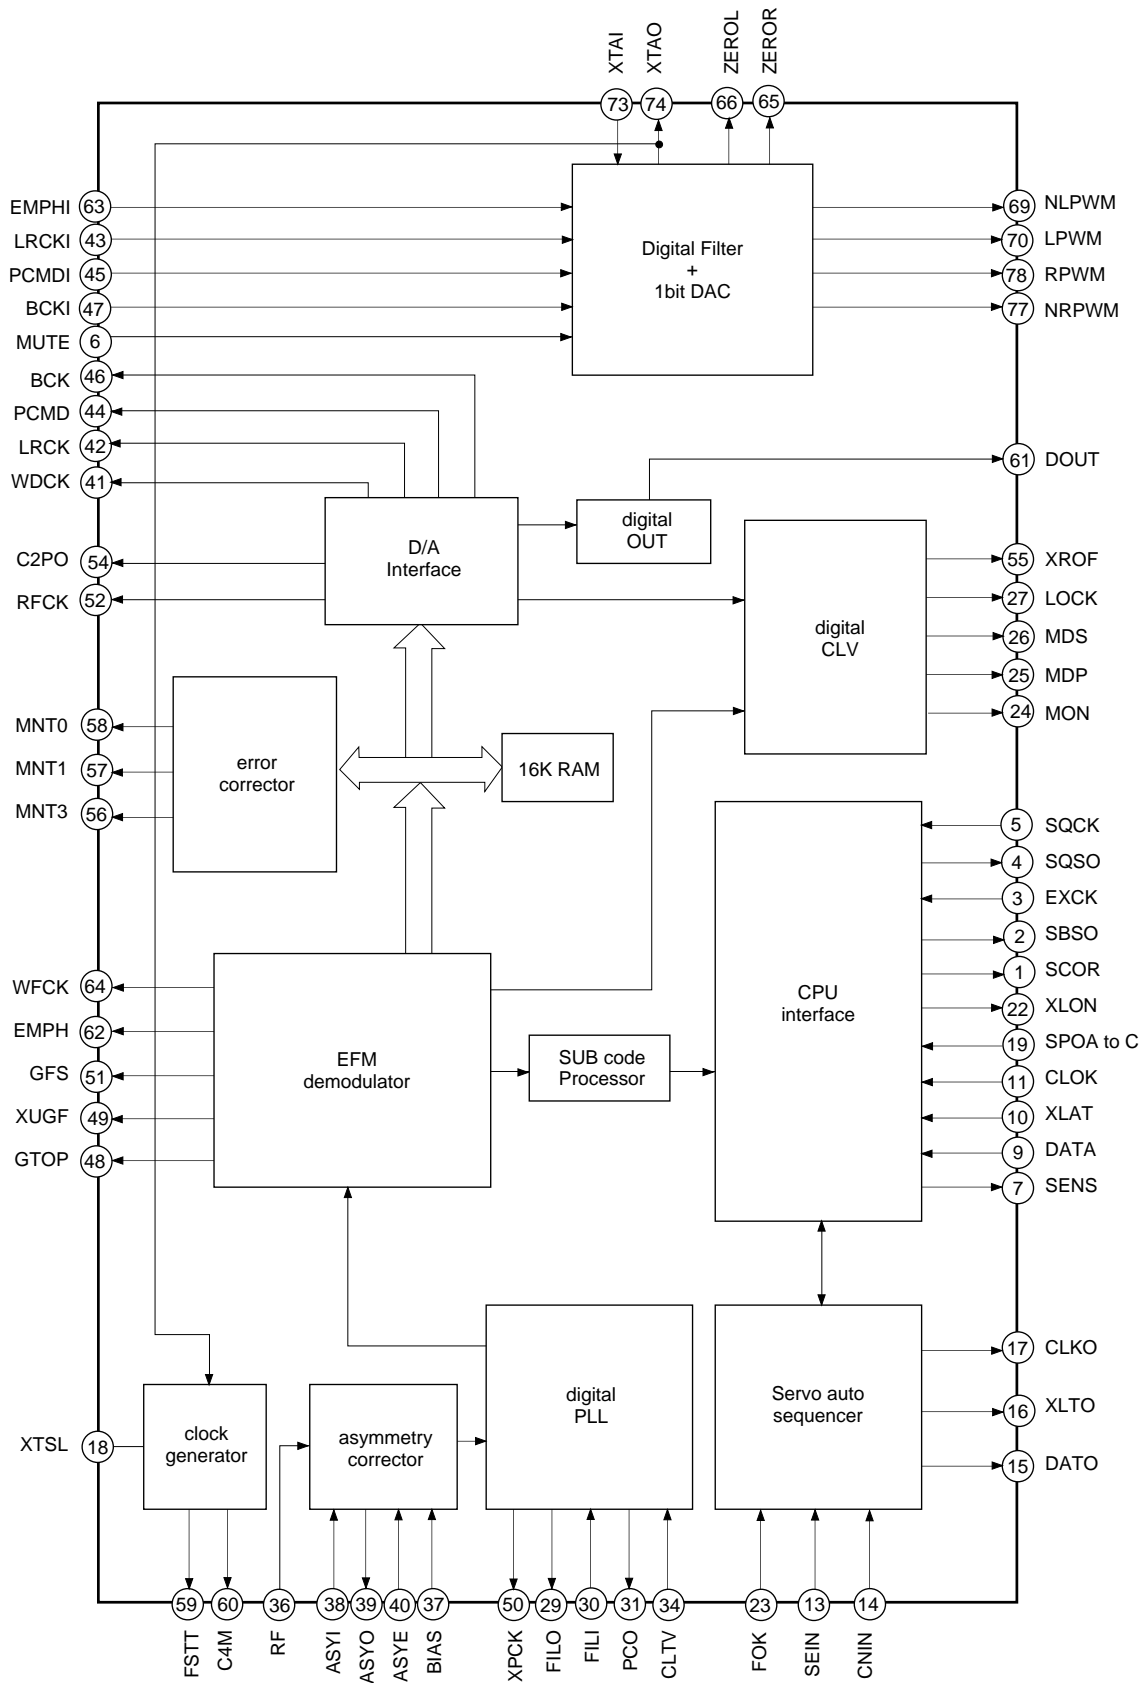 XTAI
XTAO
ZEROL
ZEROR
73
74
66
65
EMPHI 63
LRCKI 43
PCMDI 45
BCKI 47
MUTE 6
BCK 46
PCMD 44
LRCK 42
WDCK 41
C2PO 54
RFCK 52
Digital Filter
+
1bit DAC
69 NLPWM
70 LPWM
78 RPWM
77 NRPWM
61 DOUT
D/A
Interface
digital
OUT
digital
CLV
55 XROF
27 LOCK
26 MDS
25 MDP
24 MON
MNT0 58
MNT1 57
MNT3 56
error
corrector
16K RAM
CPU
interface
5 SQCK
4 SQSO
3 EXCK
2 SBSO
1 SCOR
22 XLON
19 SPOA to C
11 CLOK
10 XLAT
9 DATA
7 SENS
WFCK 64
EMPH 62
GFS 51
XUGF 49
GTOP 48
EFM
demodulator
SUB code
Processor
XTSL 18
clock
generator
asymmetry
corrector
digital
PLL
Servo auto
sequencer
17 CLKO
16 XLTO
15 DATO
59
60
36
38
39
40
37
50
29
30
31
34
23
13
14
FSTT
C4M
RF
ASYI
ASYO
ASYE
BIAS
XPCK
FILO
FILI
PCO
CLTV
FOK
SEIN
CNIN